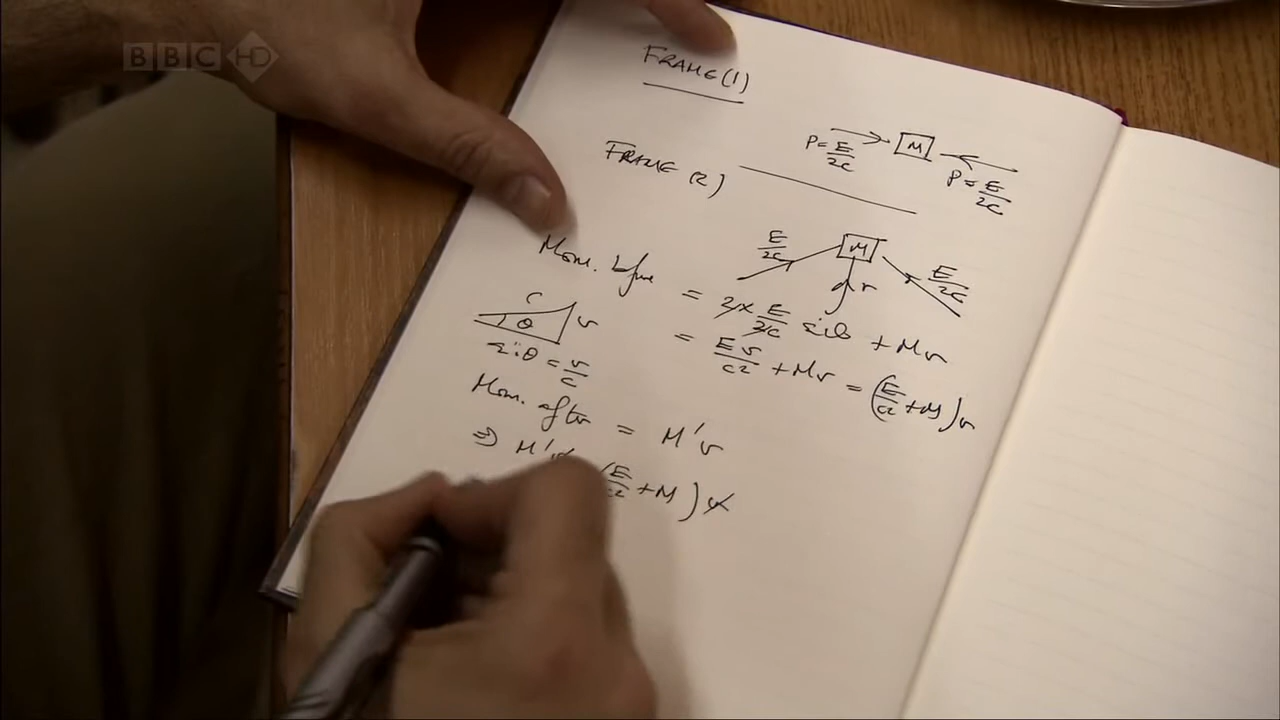 BBC HD
FRAME (1)
P = E/2c → M ← P = E/2c
FRAME (2)
E/2c M E/2c
v
Mom. before = 2 × E/2c sin θ + Mv
c θ v
= Ev/c2 + Mv = (E/c2 + M) v
sin θ = v/c
Mom. after = M'v
⇒ M'v (E/c2 + M) v